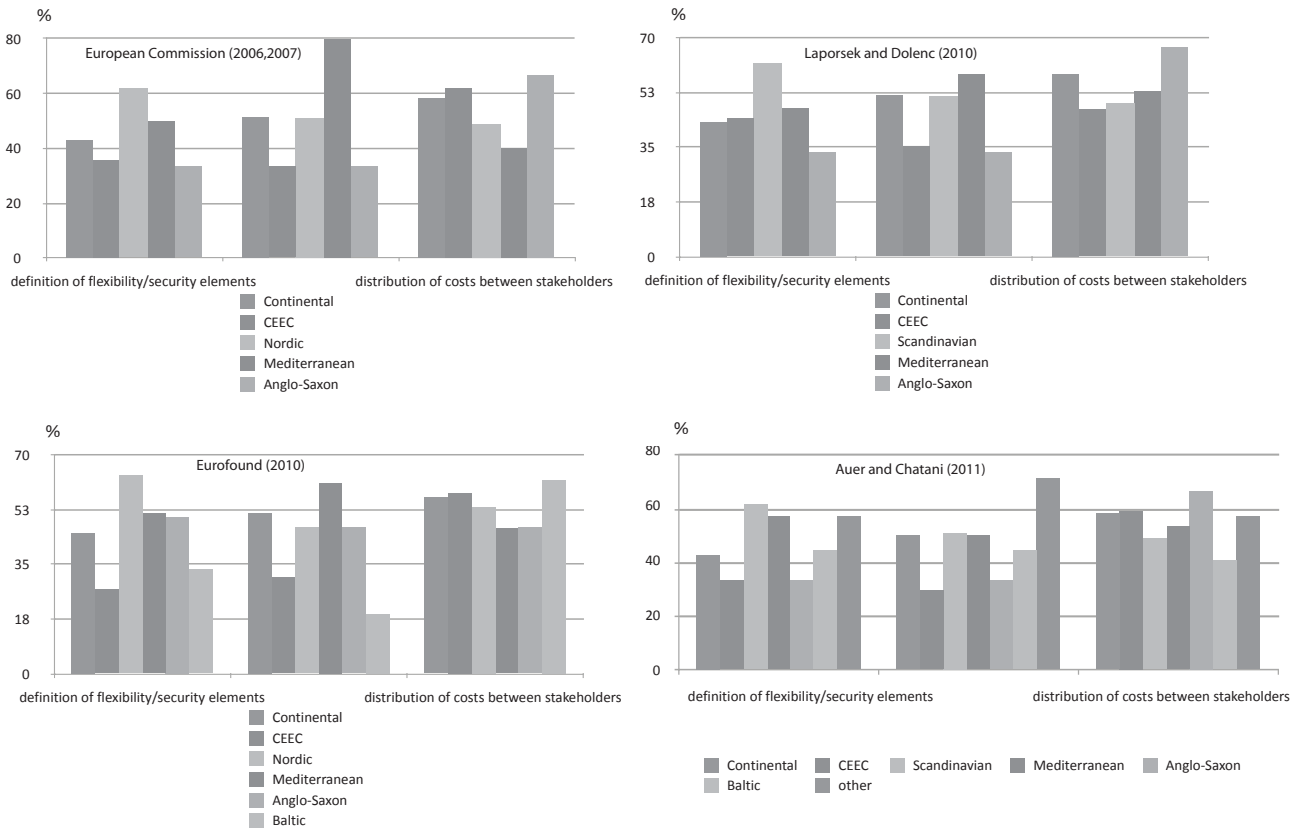 %
European Commission (2006,2007)
80
60
40
20
0
definition of flexibility/security elements
distribution of costs between stakeholders
Continental
CEEC
Nordic
Mediterranean
Anglo-Saxon
%
Laporsek and Dolenc (2010)
70
53
35
18
0
definition of flexibility/security elements
distribution of costs between stakeholders
Continental
CEEC
Scandinavian
Mediterranean
Anglo-Saxon
%
Eurofound (2010)
70
53
35
18
0
definition of flexibility/security elements
distribution of costs between stakeholders
Continental
CEEC
Nordic
Mediterranean
Anglo-Saxon
Baltic
%
Auer and Chatani (2011)
80
60
40
20
0
definition of flexibility/security elements
distribution of costs between stakeholders
Continental CEEC Scandinavian Mediterranean Anglo-Saxon
Baltic other